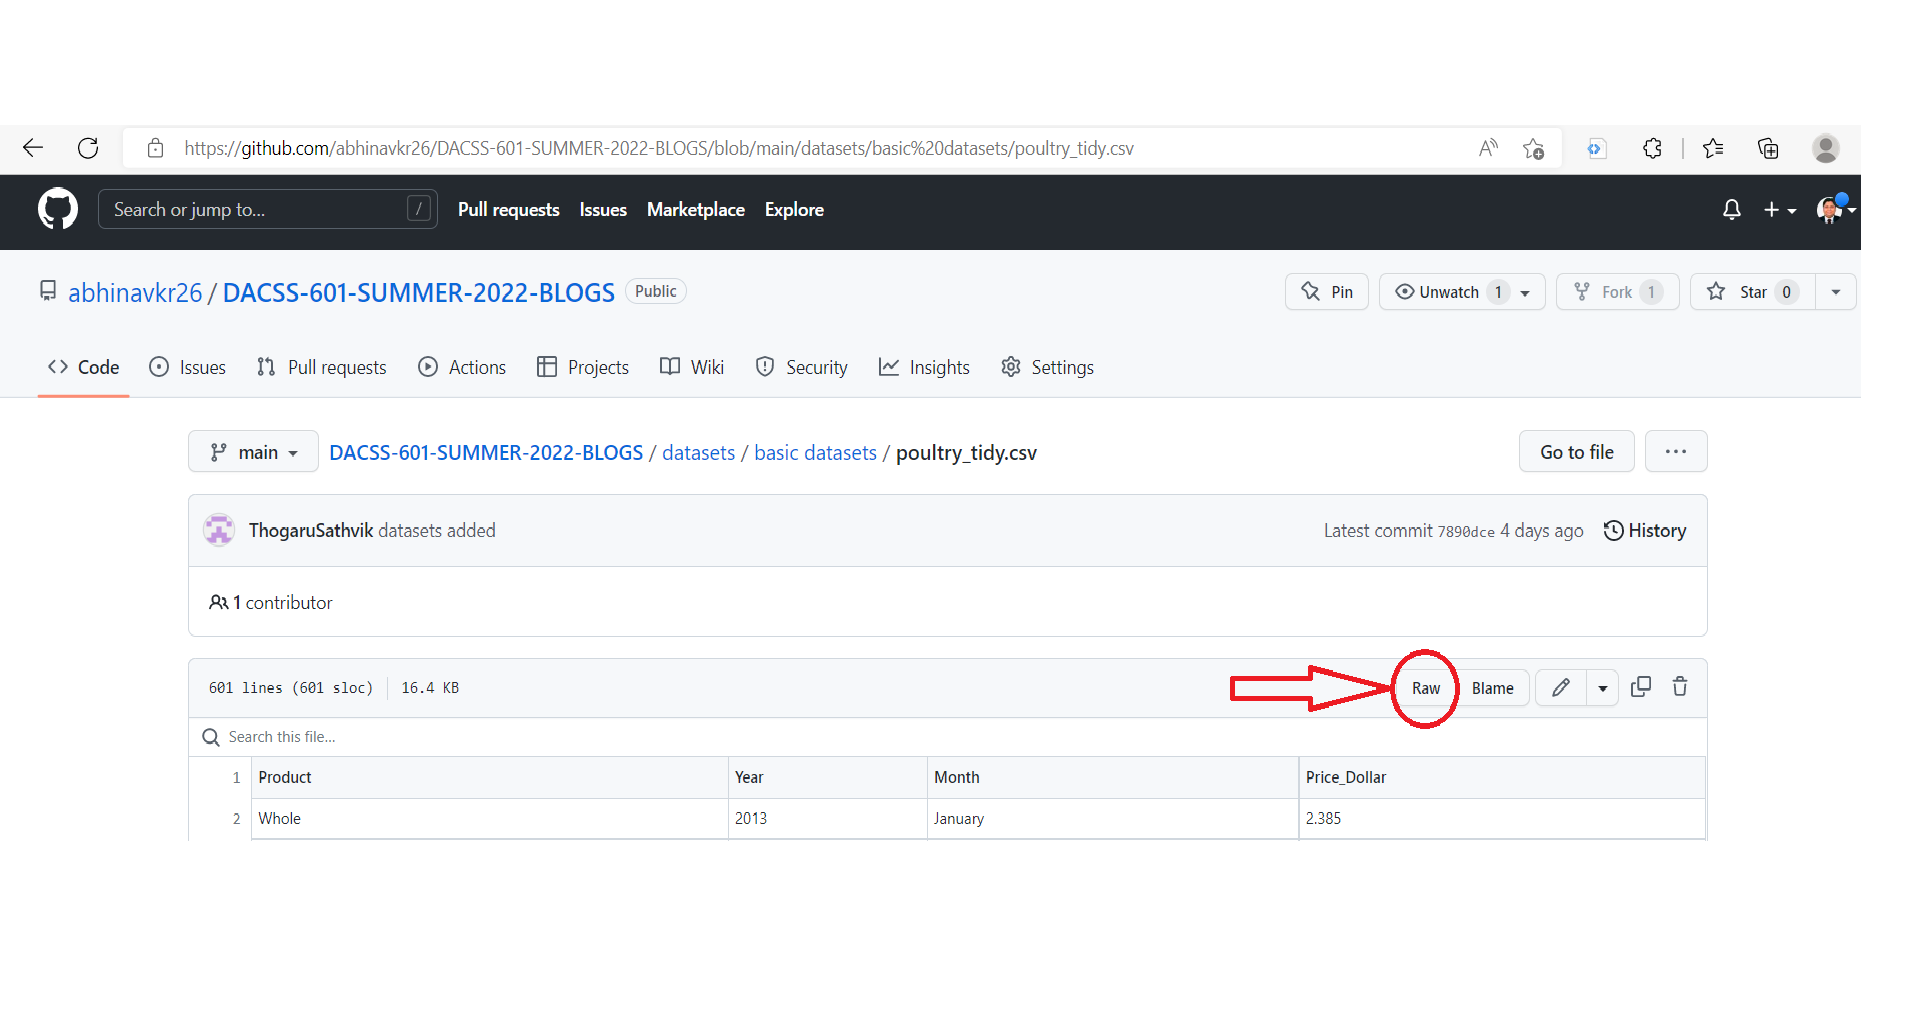 https://github.com/abhinavkr26/DACSS-601-SUMMER-2022-BLOGS/blob/main/datasets/basic%20datasets/poultry_tidy.csv
Search or jump to... / Pull requests Issues Marketplace Explore
abhinavkr26 / DACSS-601-SUMMER-2022-BLOGS Public Pin Unwatch 1 Fork 1 Star 0
Code Issues Pull requests Actions Projects Wiki Security Insights Settings
main DACSS-601-SUMMER-2022-BLOGS / datasets / basic datasets / poultry_tidy.csv Go to file ...
ThogaruSathvik datasets added Latest commit 7890dce 4 days ago History
1 contributor
601 lines (601 sloc) 16.4 KB Raw Blame
Search this file...
1 Product Year Month Price_Dollar
2 Whole 2013 January 2.385